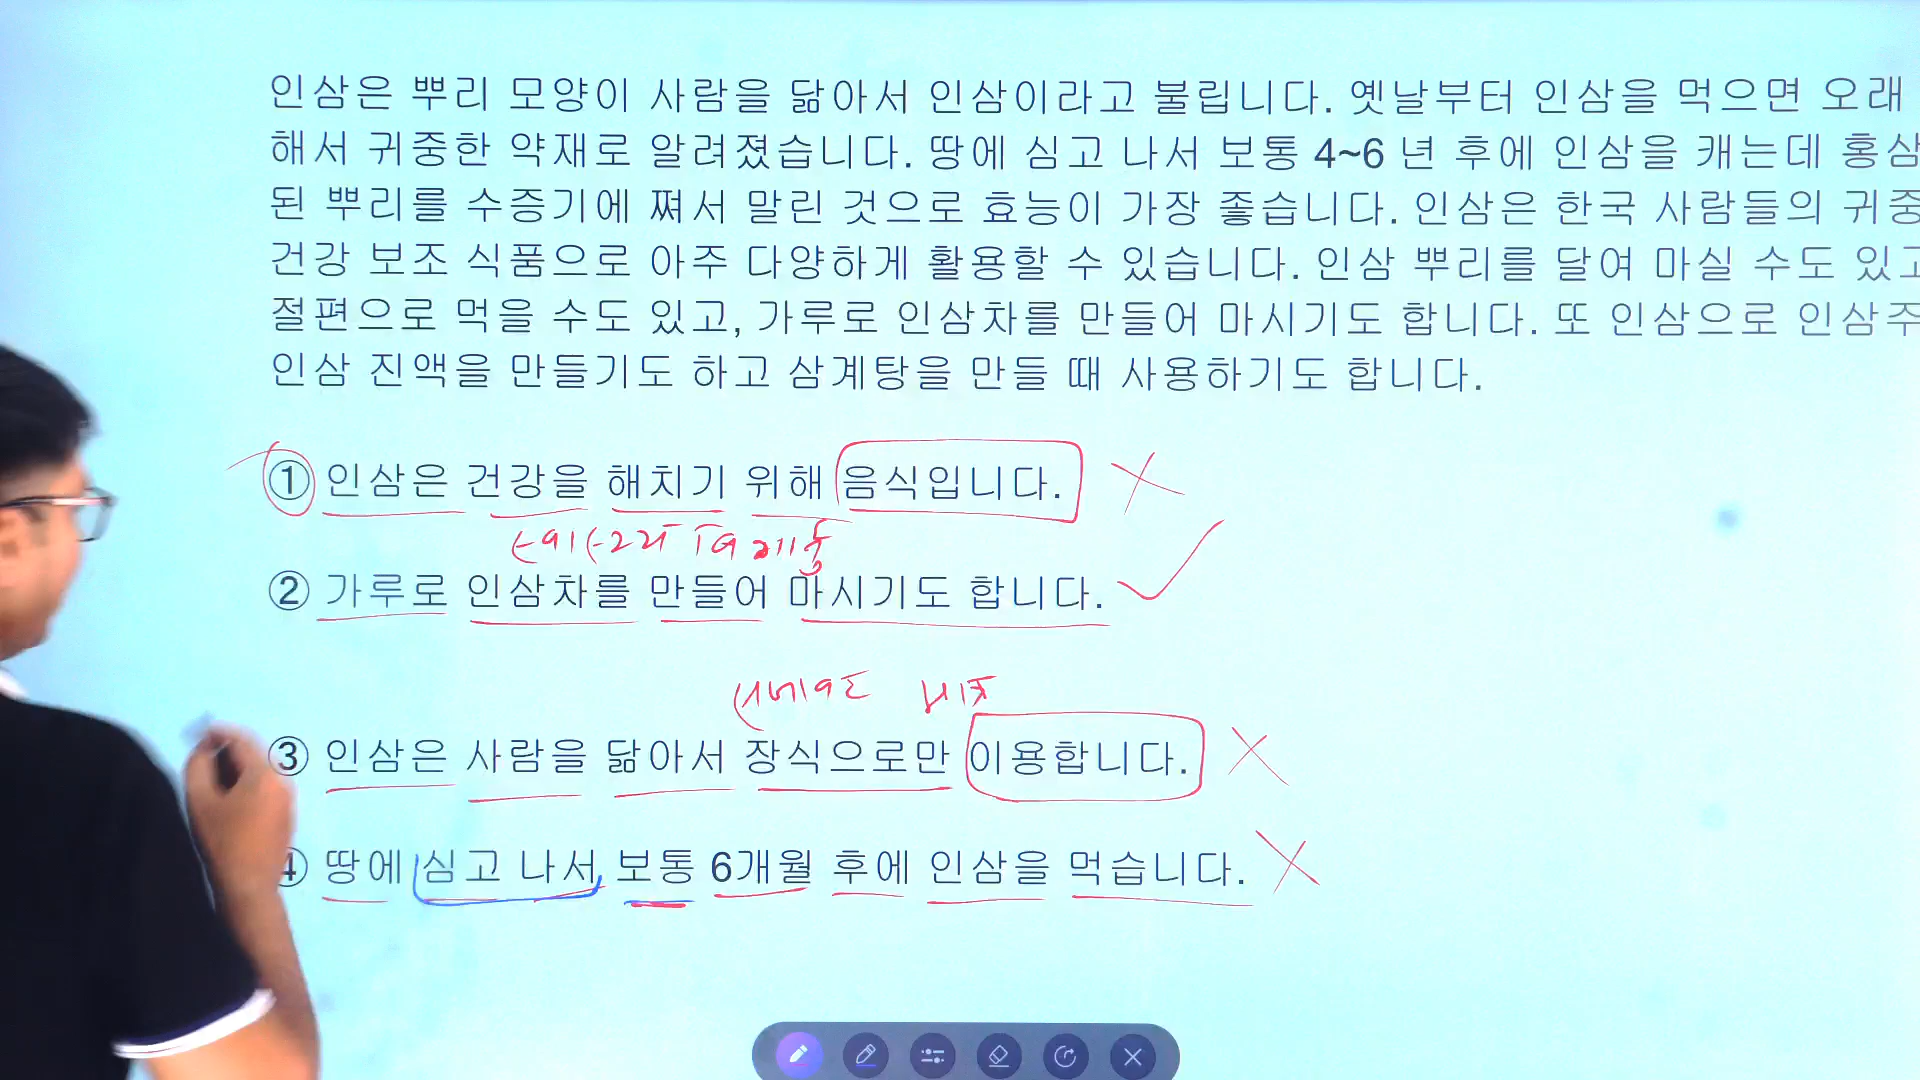 인삼은 뿌리 모양이 사람을 닮아서 인삼이라고 불립니다. 옛날부터 인삼을 먹으면 오래
해서 귀중한 약재로 알려졌습니다. 땅에 심고 나서 보통 4~6 년 후에 인삼을 캐는데 홍삼
된 뿌리를 수증기에 쪄서 말린 것으로 효능이 가장 좋습니다. 인삼은 한국 사람들의 귀중
건강 보조 식품으로 아주 다양하게 활용할 수 있습니다. 인삼 뿌리를 달여 마실 수도 있고
절편으로 먹을 수도 있고, 가루로 인삼차를 만들어 마시기도 합니다. 또 인삼으로 인삼주
인삼 진액을 만들기도 하고 삼계탕을 만들 때 사용하기도 합니다.
① 인삼은 건강을 해치기 위해 음식입니다.
② 가루로 인삼차를 만들어 마시기도 합니다.
③ 인삼은 사람을 닮아서 장식으로만 이용합니다.
④ 땅에 심고 나서 보통 6개월 후에 인삼을 먹습니다.